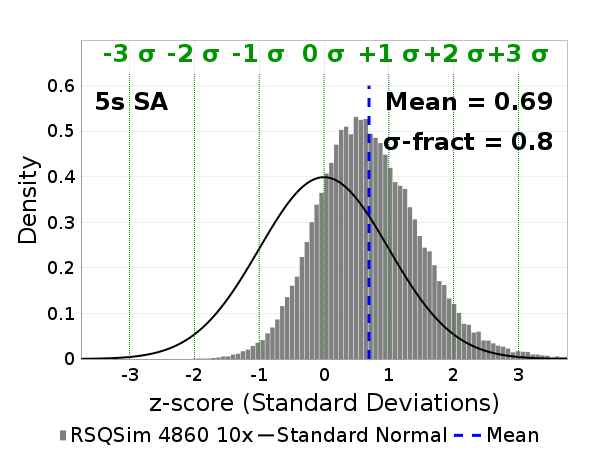 -3 σ -2 σ -1 σ 0 σ +1 σ +2 σ +3 σ
0.6
5s SA
Mean = 0.69
0.5
σ-fract = 0.8
0.4
0.3
0.2
0.1
0
Density
-3 -2 -1 0 1 2 3
z-score (Standard Deviations)
RSQSim 4860 10x Standard Normal Mean